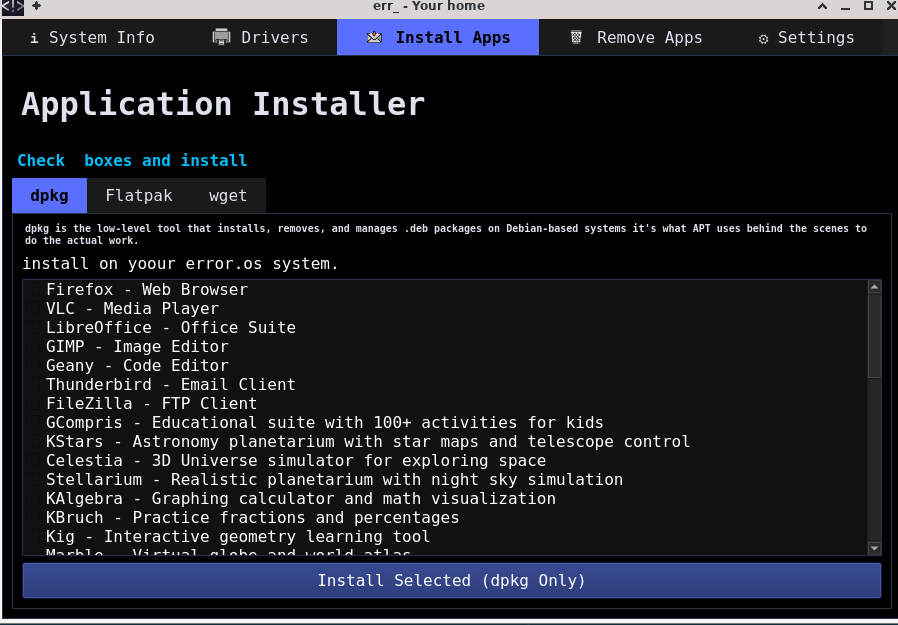 err_ - Your home
i System Info
Drivers
Install Apps
Remove Apps
Settings
Application Installer
Check  boxes and install
dpkg
Flatpak
wget
dpkg is the low-level tool that installs, removes, and manages .deb packages on Debian-based systems it's what APT uses behind the scenes to
do the actual work.
install on yoour error.os system.
Firefox - Web Browser
VLC - Media Player
LibreOffice - Office Suite
GIMP - Image Editor
Geany - Code Editor
Thunderbird - Email Client
FileZilla - FTP Client
GCompris - Educational suite with 100+ activities for kids
KStars - Astronomy planetarium with star maps and telescope control
Celestia - 3D Universe simulator for exploring space
Stellarium - Realistic planetarium with night sky simulation
KAlgebra - Graphing calculator and math visualization
KBruch - Practice fractions and percentages
Kig - Interactive geometry learning tool
Marble - Virtual globe and world atlas
Install Selected (dpkg Only)